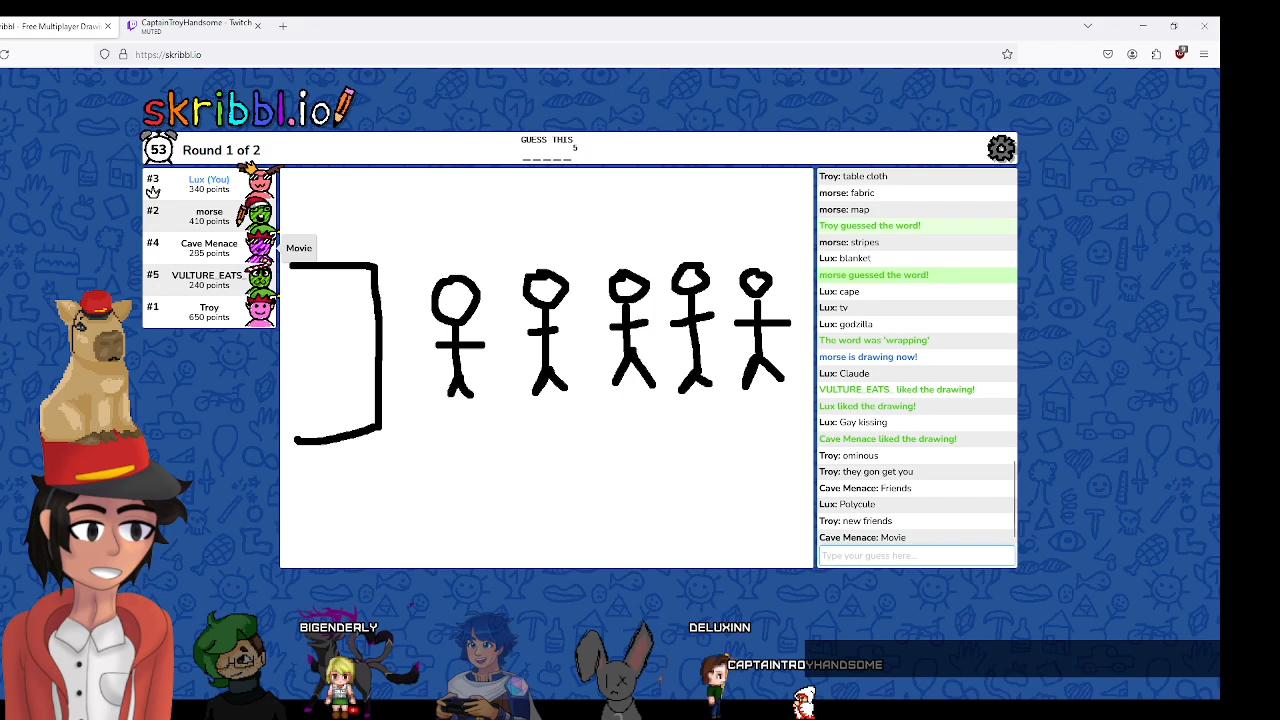 kribbl - Free Multiplayer Drawi
CaptainTroyHandsome - Twitch
MUTED
https://skribbl.io
skribbl.io
53
Round 1 of 2
GUESS THIS
_ _ _ _ _ 5
#3
Lux (You)
340 points
#2
morse
410 points
#4
Cave Menace
285 points
#5
VULTURE_EATS
240 points
#1
Troy
650 points
Movie
Troy: table cloth
morse: fabric
morse: map
Troy guessed the word!
morse: stripes
Lux: blanket
morse guessed the word!
Lux: cape
Lux: tv
Lux: godzilla
The word was 'wrapping'
morse is drawing now!
Lux: Claude
VULTURE_EATS_ liked the drawing!
Lux liked the drawing!
Lux: Gay kissing
Cave Menace liked the drawing!
Troy: ominous
Troy: they gon get you
Cave Menace: Friends
Lux: Polycule
Troy: new friends
Cave Menace: Movie
Type your guess here...
BIGENDERLY
DELUXINN
CAPTAINTROYHANDSOME